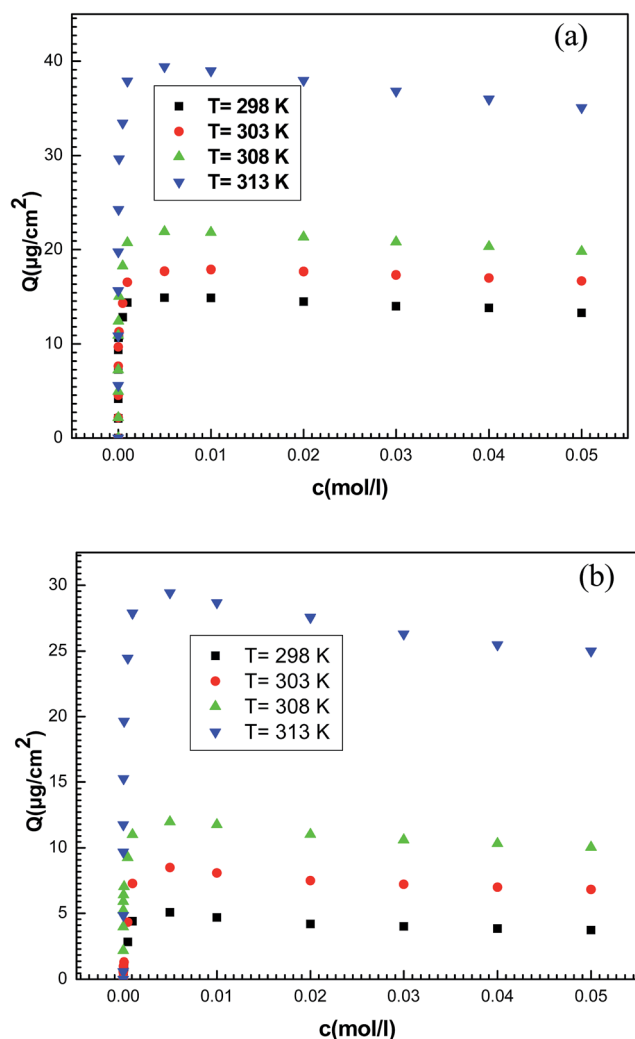 (a)
40
30
20
10
0
Q(µg/cm²)
T= 298 K
T= 303 K
T= 308 K
T= 313 K
0.00 0.01 0.02 0.03 0.04 0.05
c(mol/l)
(b)
30
25
20
15
10
5
0
Q(µg/cm²)
T= 298 K
T= 303 K
T= 308 K
T= 313 K
0.00 0.01 0.02 0.03 0.04 0.05
c(mol/l)